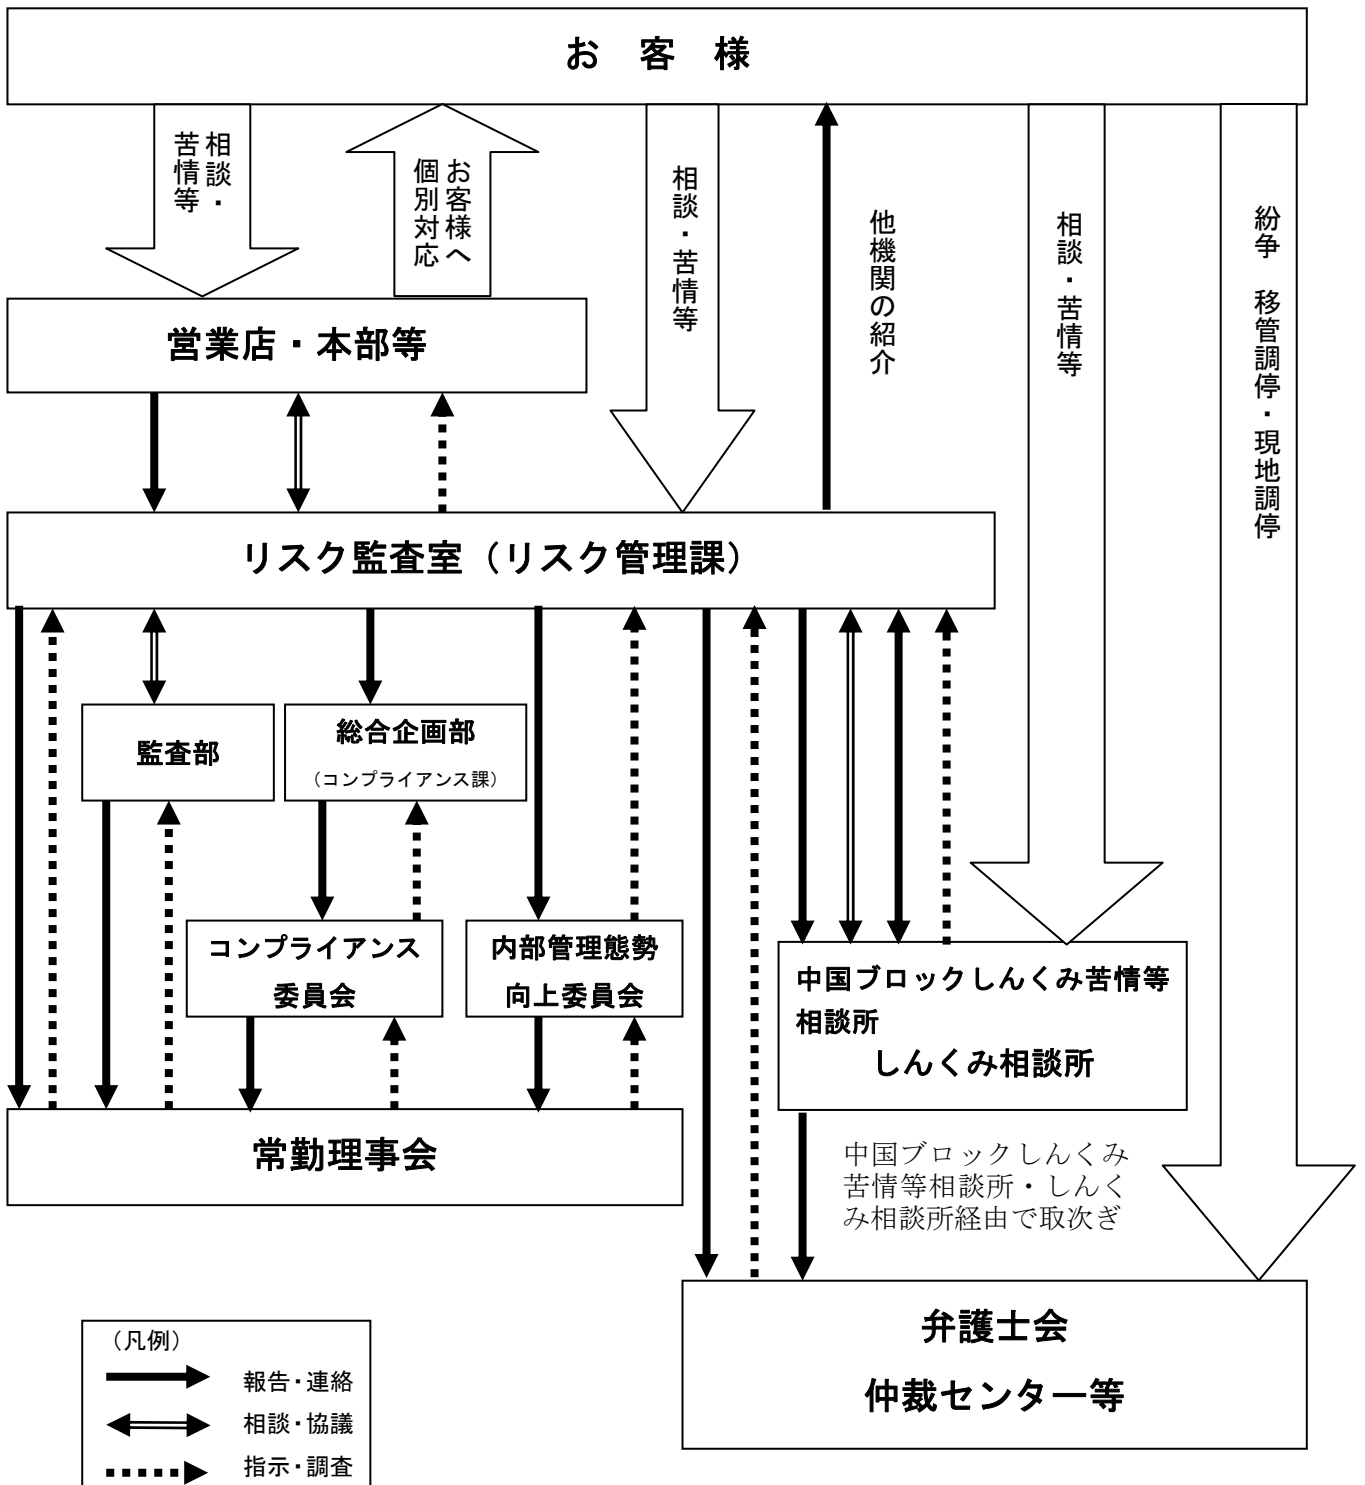 お 客 様
相談・
苦情等
お客様へ
個別対応
相談・苦情等
他機関の紹介
相談・苦情等
紛争 移管調停・現地調停
営業店・本部等
リスク監査室（リスク管理課）
監査部
総合企画部
（コンプライアンス課）
コンプライアンス
委員会
内部管理態勢
向上委員会
中国ブロックしんくみ苦情等
相談所
しんくみ相談所
常勤理事会
中国ブロックしんくみ
苦情等相談所・しんく
み相談所経由で取次ぎ
弁護士会
仲裁センター等
（凡例）
報告・連絡
相談・協議
指示・調査